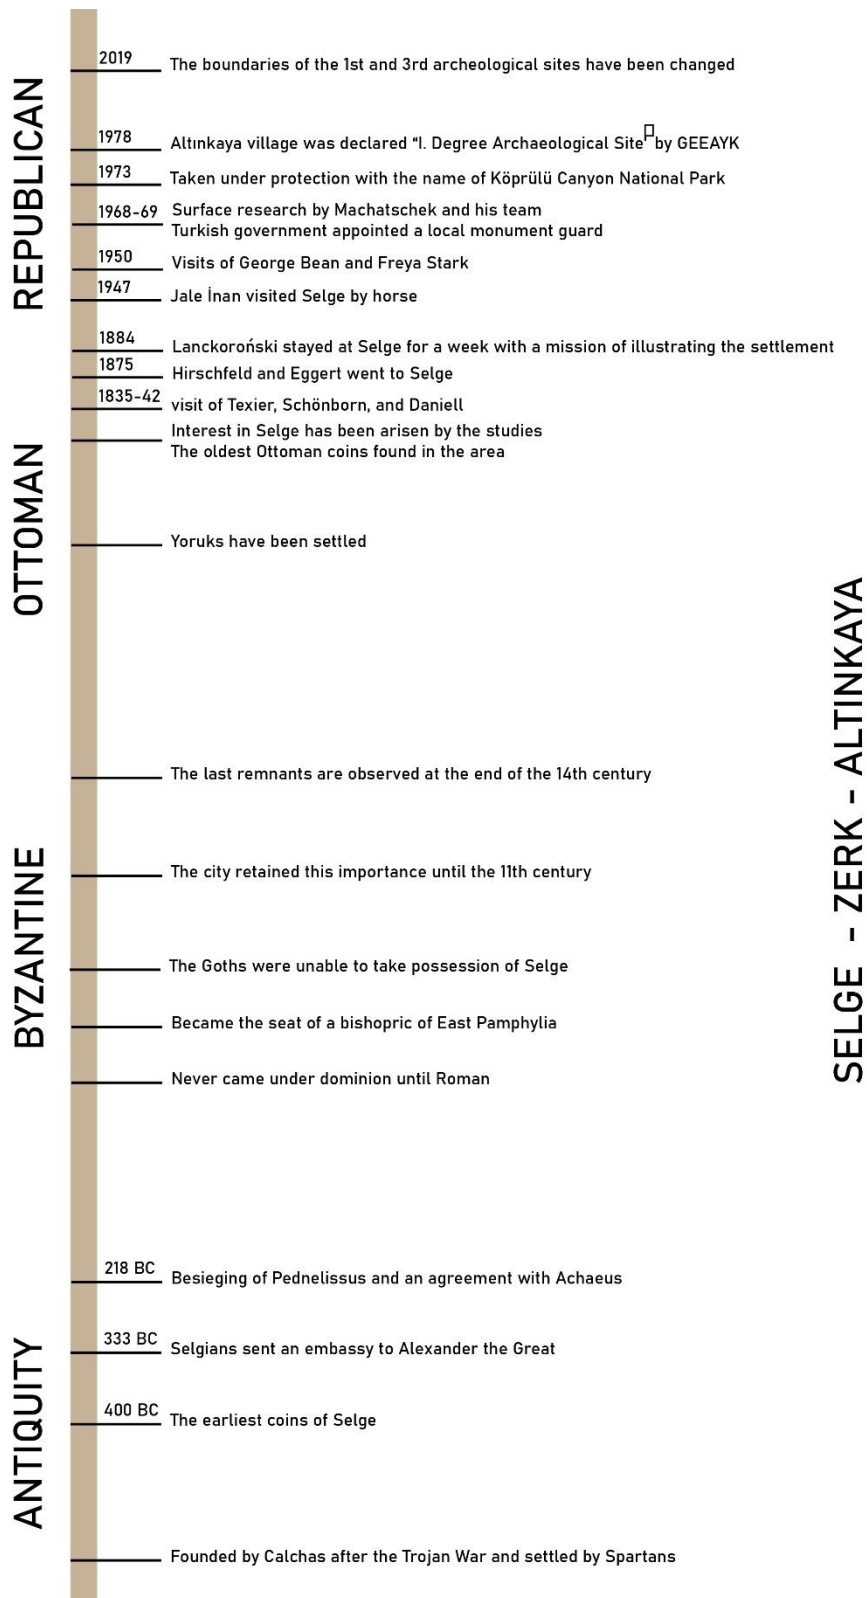 REPUBLICAN
2019
The boundaries of the 1st and 3rd archeological sites have been changed
1978
Altınkaya village was declared “I. Degree Archaeological Site by GEEAYK
1973
Taken under protection with the name of Köprülü Canyon National Park
1968-69
Surface research by Machatschek and his team
Turkish government appointed a local monument guard
1950
Visits of George Bean and Freya Stark
1947
Jale İnan visited Selge by horse
OTTOMAN
1884
Lanckoroński stayed at Selge for a week with a mission of illustrating the settlement
1875
Hirschfeld and Eggert went to Selge
1835-42
visit of Texier, Schönborn, and Daniell
Interest in Selge has been arisen by the studies
The oldest Ottoman coins found in the area
Yoruks have been settled
BYZANTINE
The last remnants are observed at the end of the 14th century
The city retained this importance until the 11th century
The Goths were unable to take possession of Selge
Became the seat of a bishopric of East Pamphylia
Never came under dominion until Roman
ANTIQUITY
218 BC
Besieging of Pednelissus and an agreement with Achaeus
333 BC
Selgians sent an embassy to Alexander the Great
400 BC
The earliest coins of Selge
Founded by Calchas after the Trojan War and settled by Spartans
SELGE - ZERK - ALTINKAYA